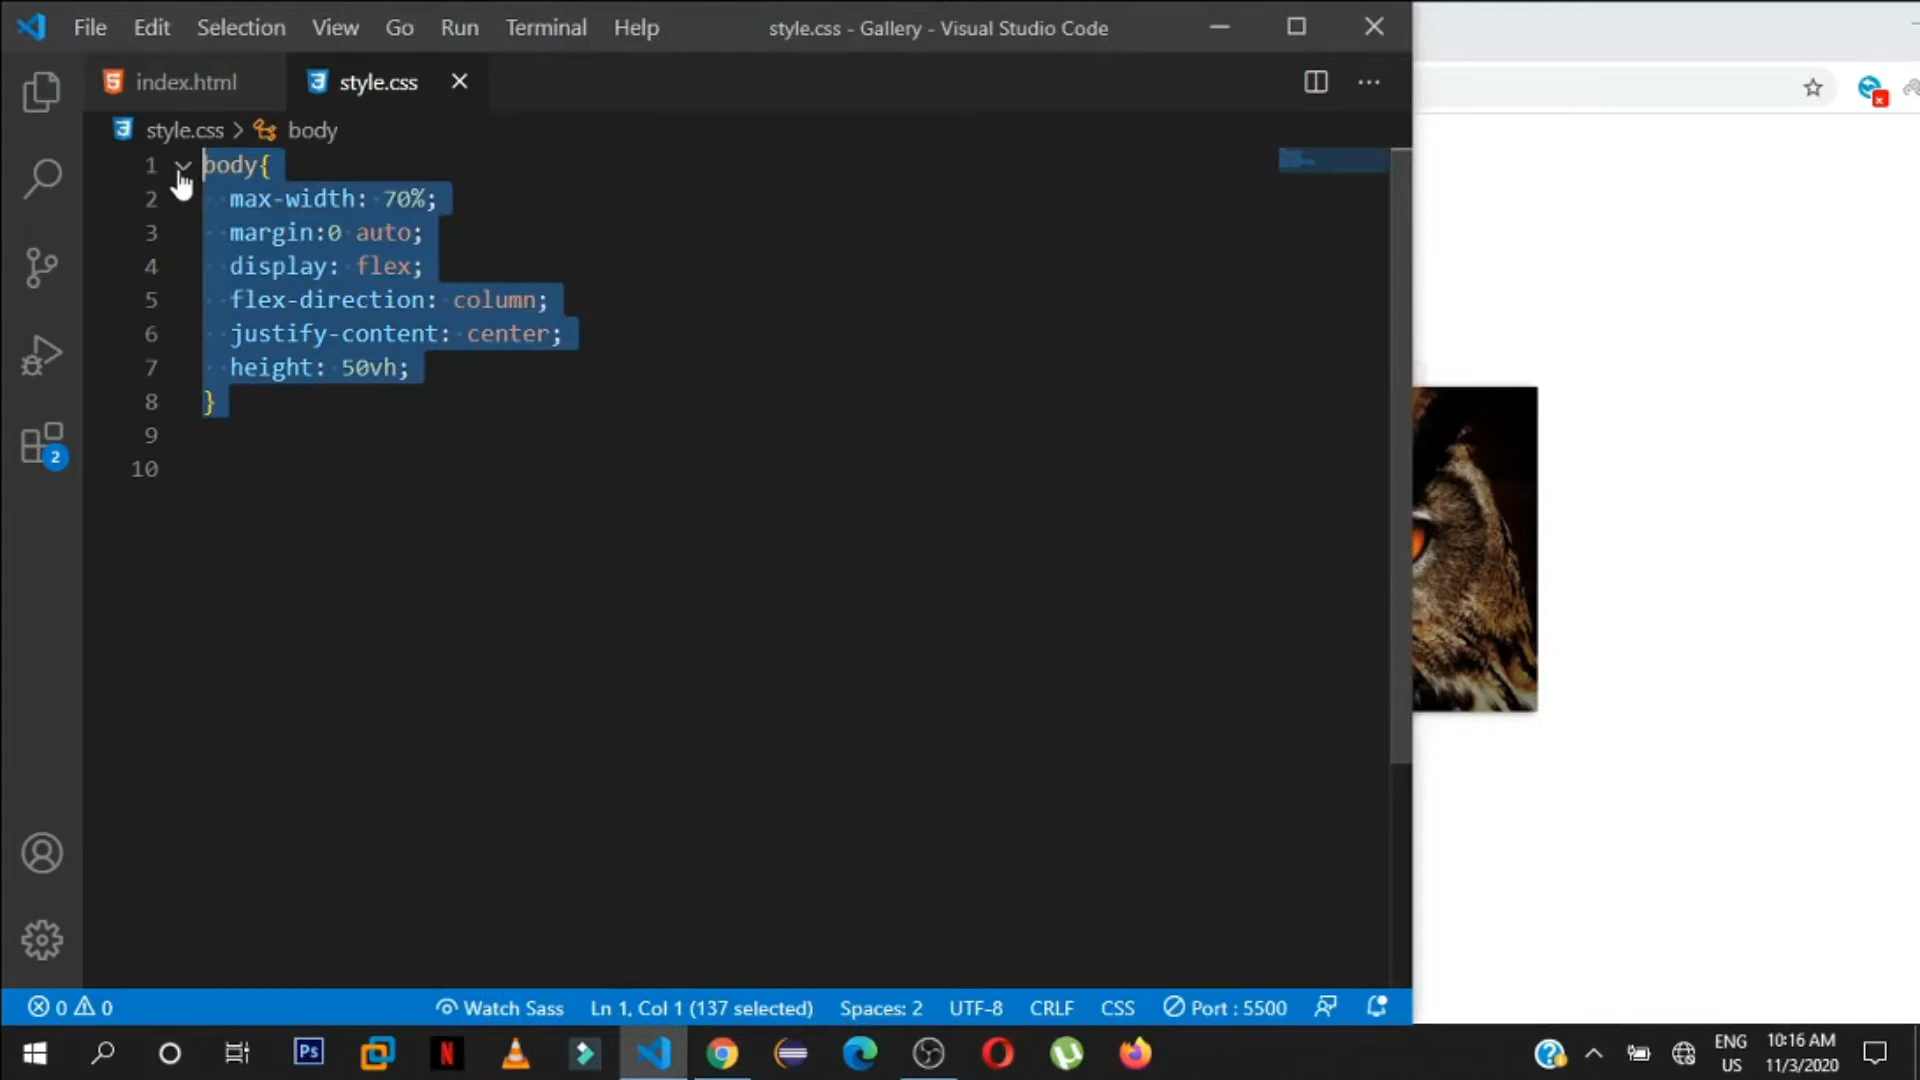 File Edit Selection View Go Run Terminal Help style.css - Gallery - Visual Studio Code
index.html style.css
style.css > body
1 body{
2 max-width: 70%;
3 margin:0 auto;
4 display: flex;
5 flex-direction: column;
6 justify-content: center;
7 height: 50vh;
8 }
9
10
2
0 0 Watch Sass Ln 1, Col 1 (137 selected) Spaces: 2 UTF-8 CRLF CSS Port : 5500
Ps N ENG 10:16 AM
US 11/3/2020